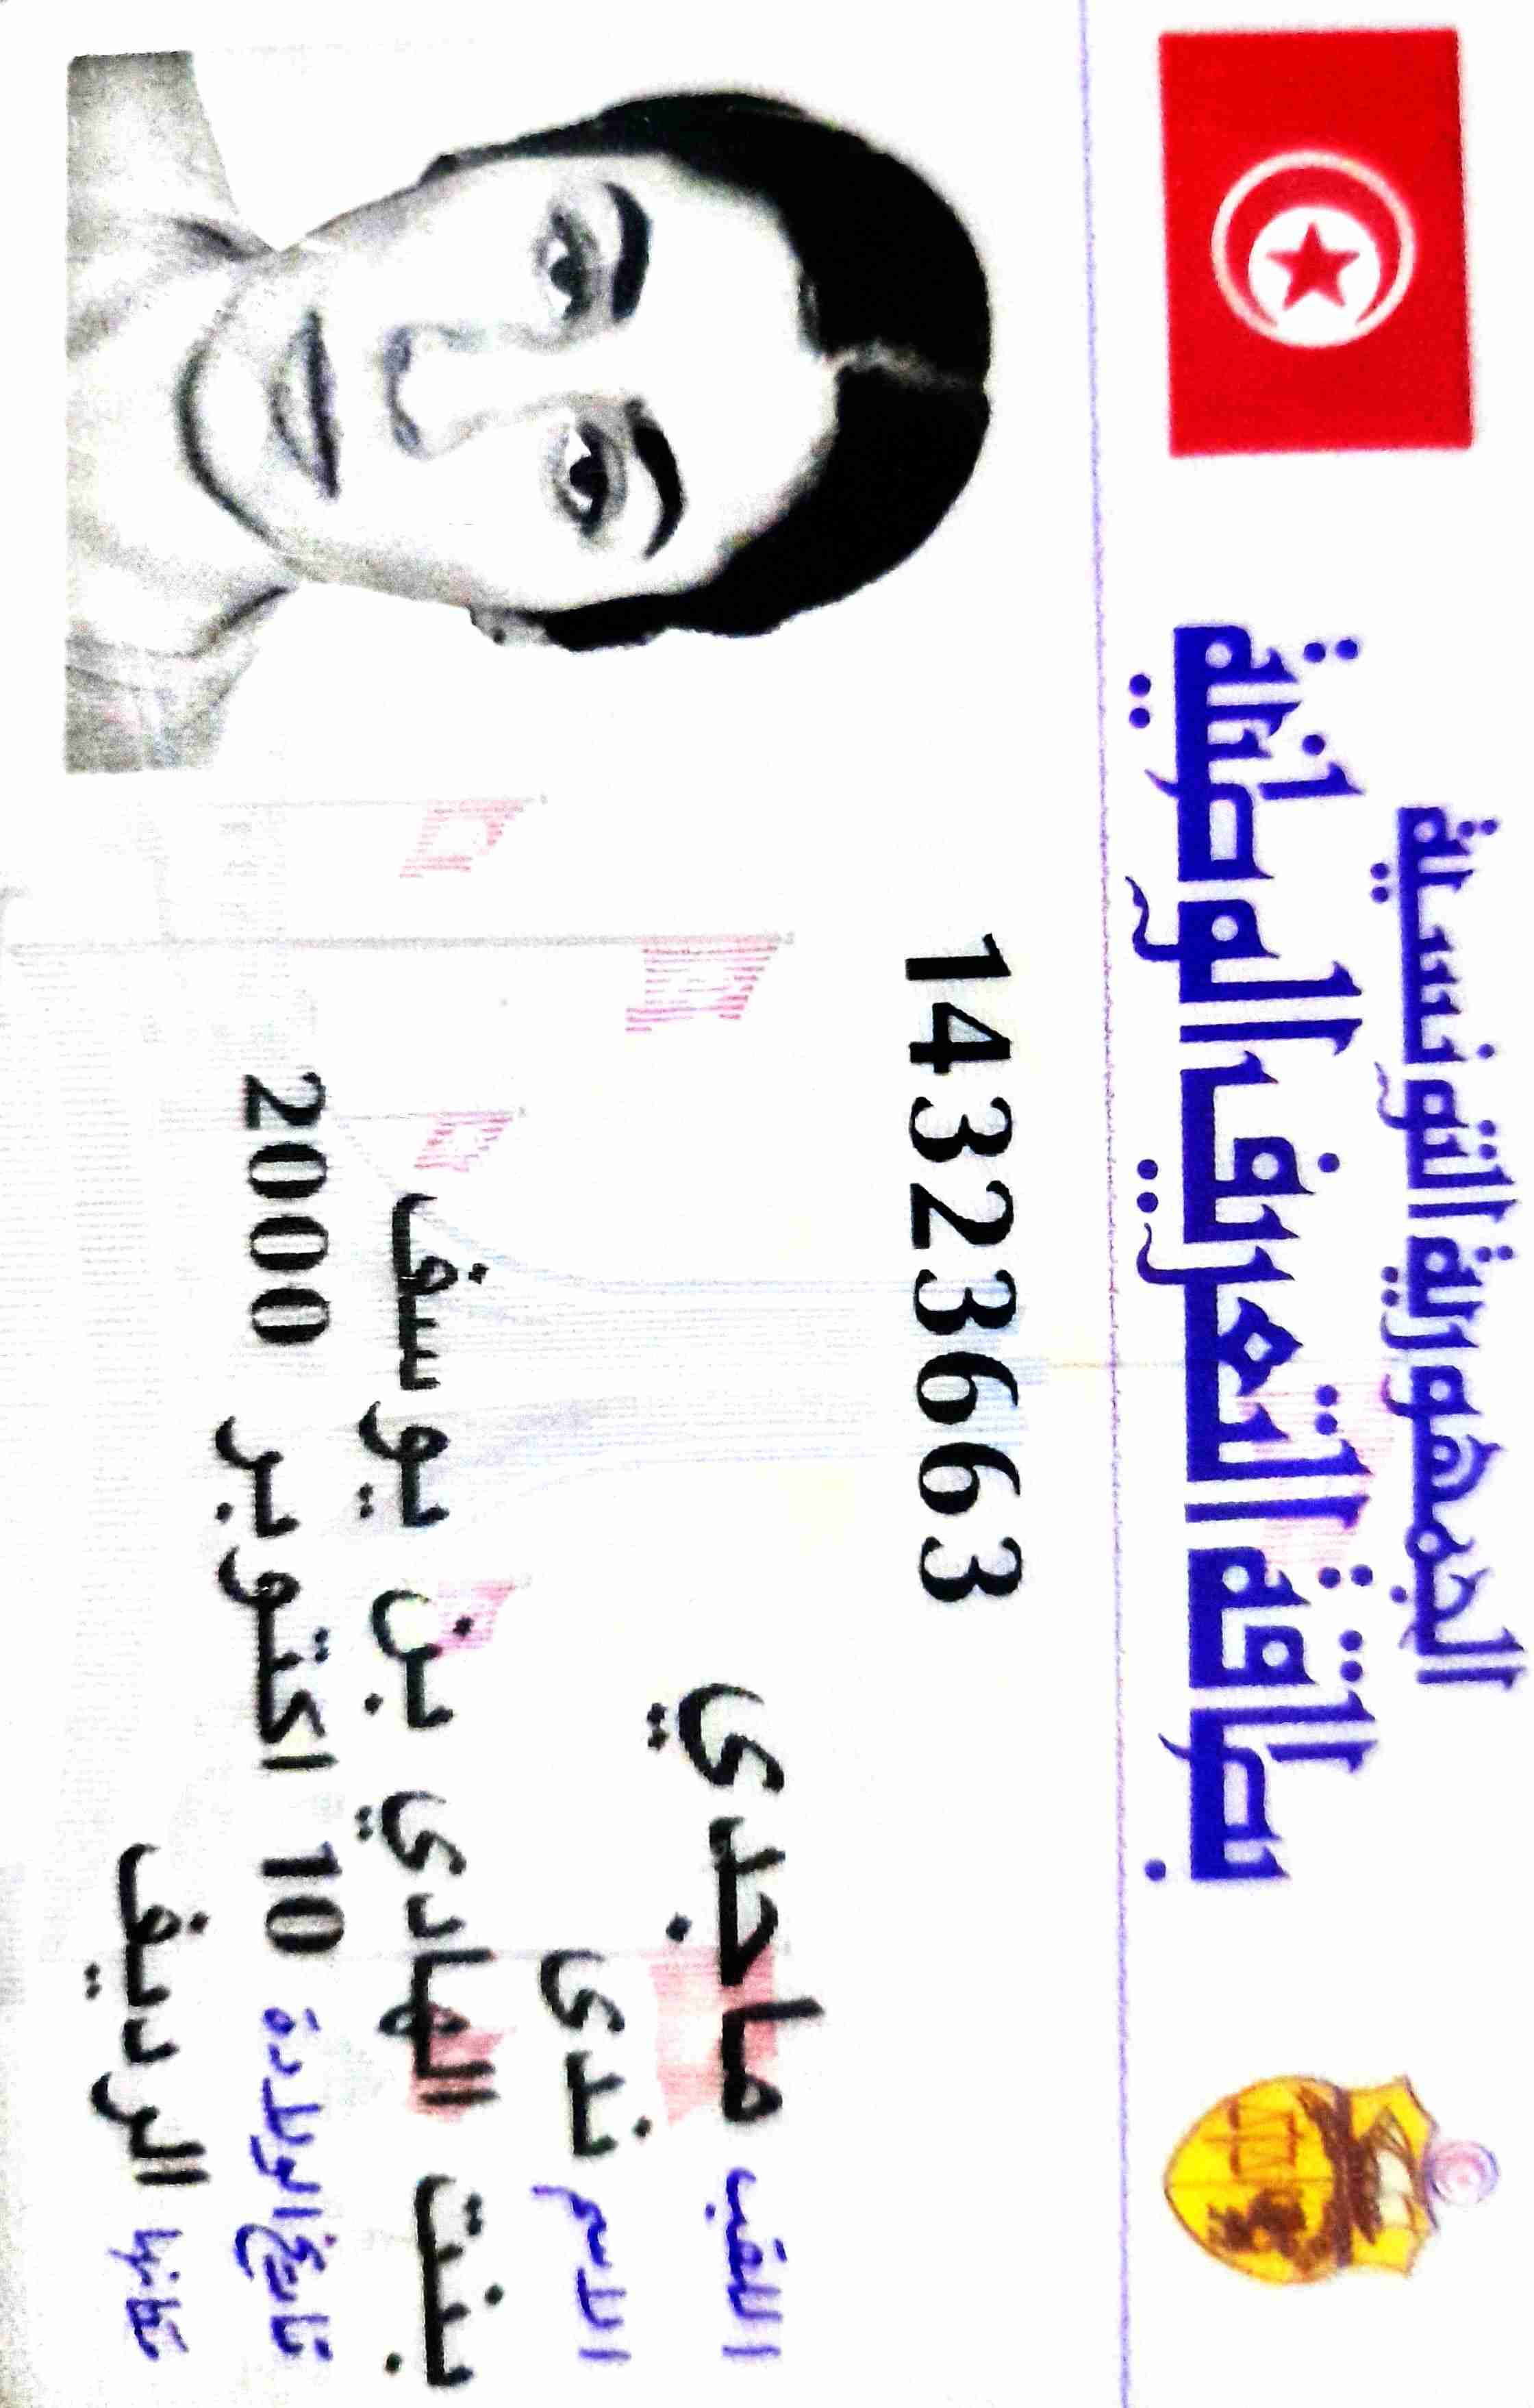 الجمهورية التونسية
بطاقة التعريف الوطنية
14323663
اللقب ماجدي
الاسم ندى
بنت الهادي بن يوسف
تاريخ الولادة 10 اكتوبر 2000
مكانها الرديف